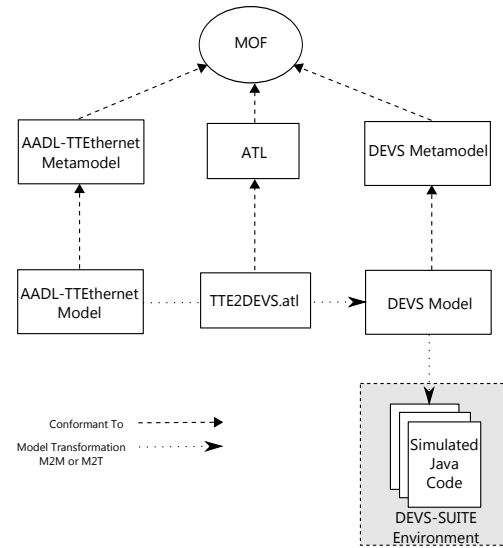 MOF
AADL-TTEthernet
Metamodel
ATL
DEVS Metamodel
AADL-TTEthernet
Model
TTE2DEVS.atl
DEVS Model
Conformant To
Model Transformation
M2M or M2T
Simulated
Java
Code
DEVS-SUITE
Environment